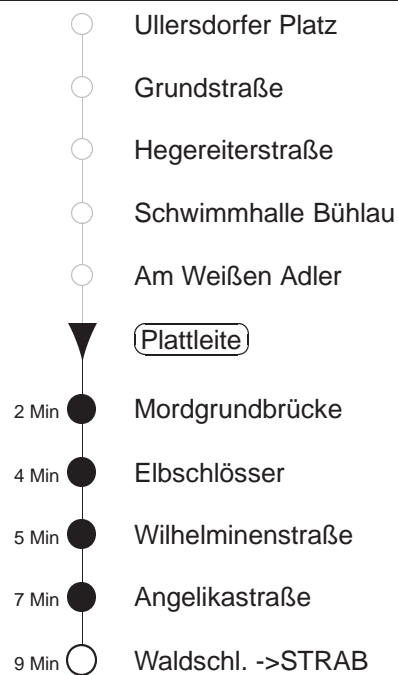 Ullersdorfer Platz
Grundstraße
Hegereiterstraße
Schwimmhalle Bühlau
Am Weißen Adler
Plattleite
2 Min Mordgrundbrücke
4 Min Elbschlösser
5 Min Wilhelminenstraße
7 Min Angelikastraße
9 Min Waldschl. ->STRAB